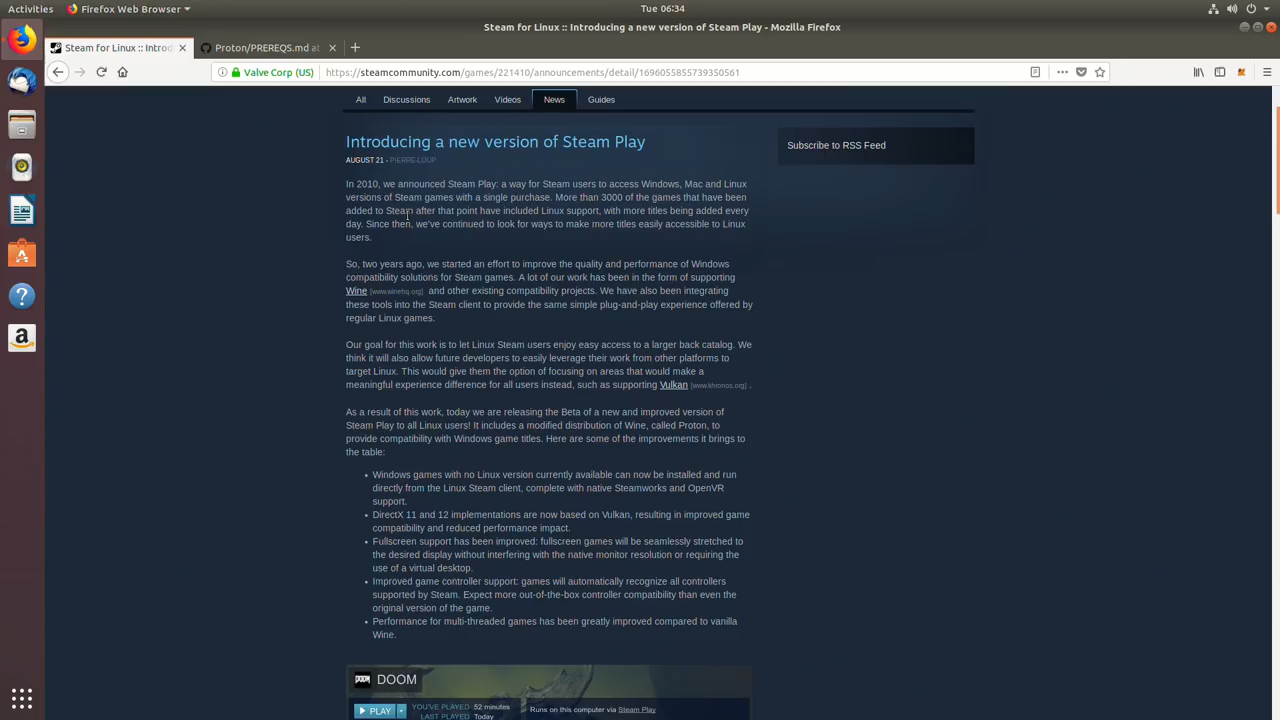 Activities
Firefox Web Browser
Tue 06:34
Steam for Linux :: Introducing a new version of Steam Play - Mozilla Firefox
Steam for Linux :: Introd
Proton/PREREQS.md at
Valve Corp (US)
https://steamcommunity.com/games/221410/announcements/detail/1696055855739350561
All
Discussions
Artwork
Videos
News
Guides
Introducing a new version of Steam Play
AUGUST 21 - PIERRE-LOUP
Subscribe to RSS Feed
In 2010, we announced Steam Play: a way for Steam users to access Windows, Mac and Linux
versions of Steam games with a single purchase. More than 3000 of the games that have been
added to Steam after that point have included Linux support, with more titles being added every
day. Since then, we've continued to look for ways to make more titles easily accessible to Linux
users.
So, two years ago, we started an effort to improve the quality and performance of Windows
compatibility solutions for Steam games. A lot of our work has been in the form of supporting
Wine [www.winehq.org] and other existing compatibility projects. We have also been integrating
these tools into the Steam client to provide the same simple plug-and-play experience offered by
regular Linux games.
Our goal for this work is to let Linux Steam users enjoy easy access to a larger back catalog. We
think it will also allow future developers to easily leverage their work from other platforms to
target Linux. This would give them the option of focusing on areas that would make a
meaningful experience difference for all users instead, such as supporting Vulkan [www.khronos.org] .
As a result of this work, today we are releasing the Beta of a new and improved version of
Steam Play to all Linux users! It includes a modified distribution of Wine, called Proton, to
provide compatibility with Windows game titles. Here are some of the improvements it brings to
the table:
• Windows games with no Linux version currently available can now be installed and run
directly from the Linux Steam client, complete with native Steamworks and OpenVR
support.
• DirectX 11 and 12 implementations are now based on Vulkan, resulting in improved game
compatibility and reduced performance impact.
• Fullscreen support has been improved: fullscreen games will be seamlessly stretched to
the desired display without interfering with the native monitor resolution or requiring the
use of a virtual desktop.
• Improved game controller support: games will automatically recognize all controllers
supported by Steam. Expect more out-of-the-box controller compatibility than even the
original version of the game.
• Performance for multi-threaded games has been greatly improved compared to vanilla
Wine.
DOOM
PLAY
YOU'VE PLAYED 52 minutes
LAST PLAYED Today
Runs on this computer via Steam Play